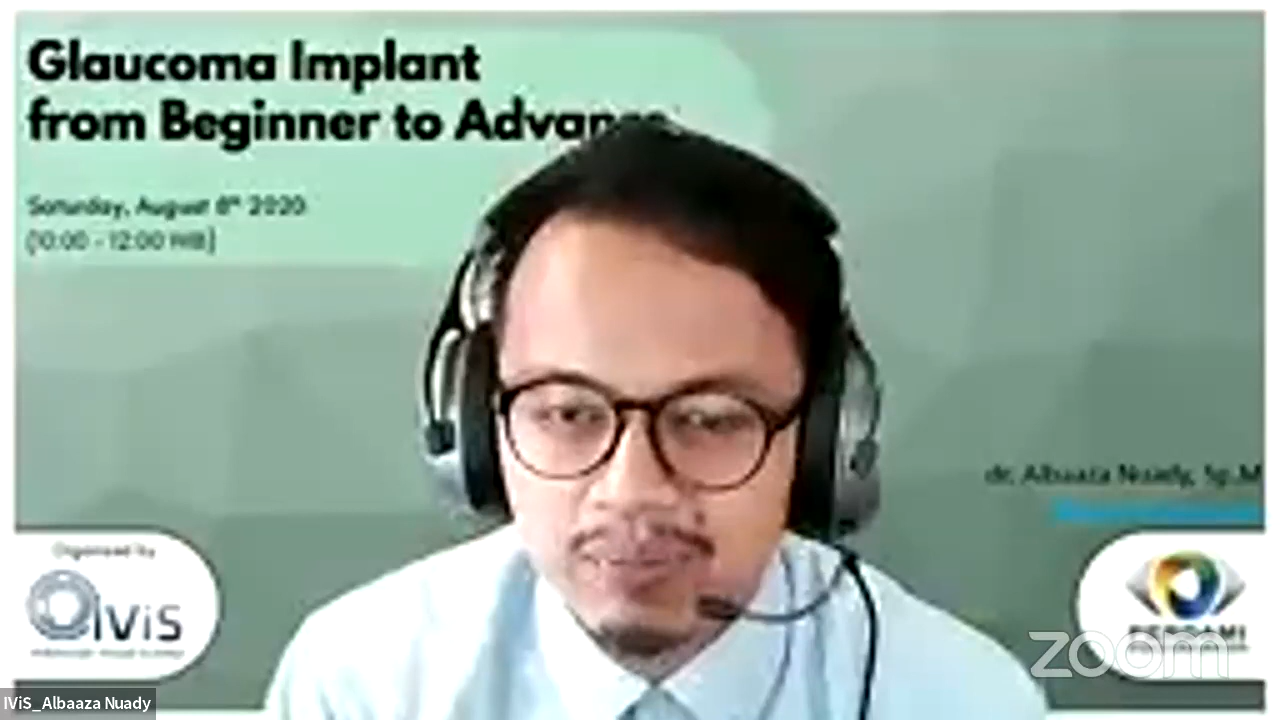 Glaucoma Implant
from Beginner to Advance
Saturday, August 8th 2020
(10:00 - 12:00 WIB)
dr. Albaaza Nuady, Sp.M
Organized by
IViS
PERDAMI
zoom
IViS_Albaaza Nuady